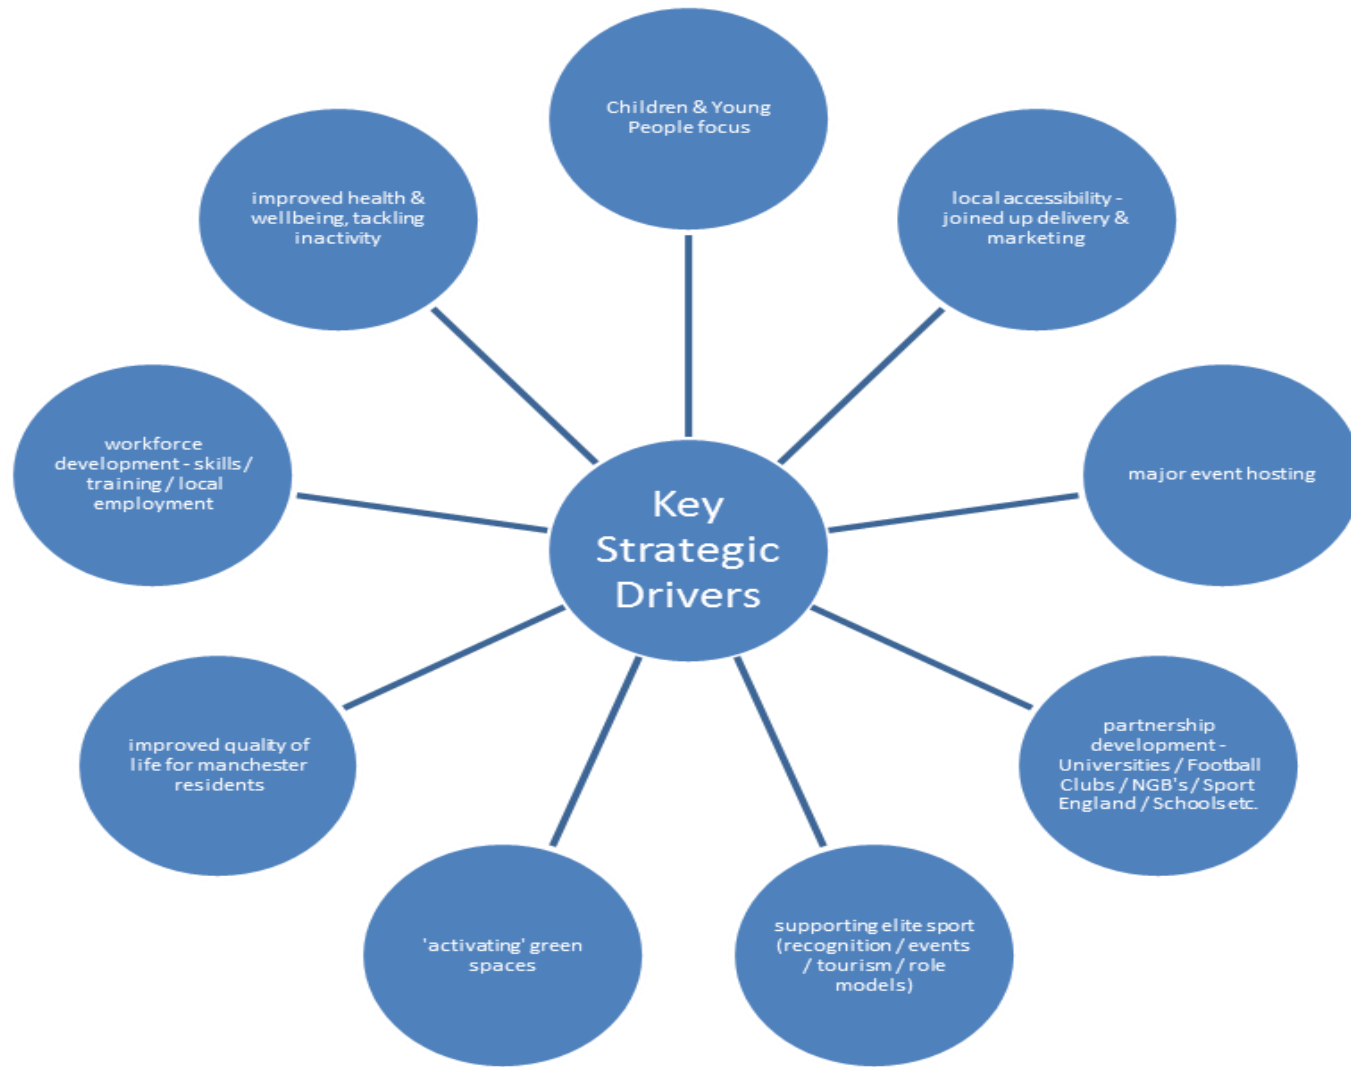 Children & Young
People focus
local accessibility -
joined up delivery &
marketing
major event hosting
partnership
development -
Universities / Football
Clubs / NGB's / Sport
England / Schools etc.
supporting elite sport
(recognition / events
/ tourism / role
models)
'activating' green
spaces
improved quality of
life for manchester
residents
workforce
development - skills /
training / local
employment
improved health &
wellbeing, tackling
inactivity
Key
Strategic
Drivers